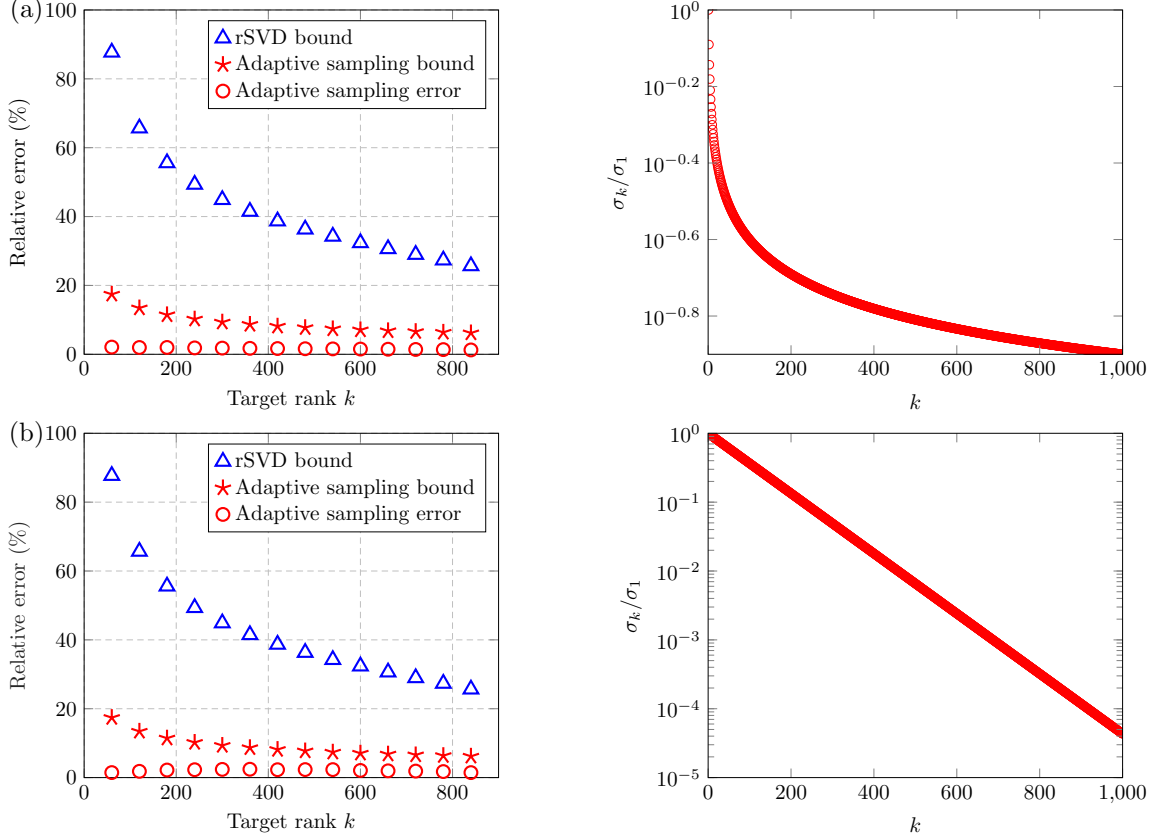 (a)
100
80
60
40
20
0
Relative error (%)
rSVD bound
Adaptive sampling bound
Adaptive sampling error
0 200 400 600 800
Target rank k
10^0
10^−0.2
10^−0.4
10^−0.6
10^−0.8
σ_k/σ_1
0 200 400 600 800 1,000
k
(b)
100
80
60
40
20
0
Relative error (%)
rSVD bound
Adaptive sampling bound
Adaptive sampling error
0 200 400 600 800
Target rank k
10^0
10^−1
10^−2
10^−3
10^−4
10^−5
σ_k/σ_1
0 200 400 600 800 1,000
k